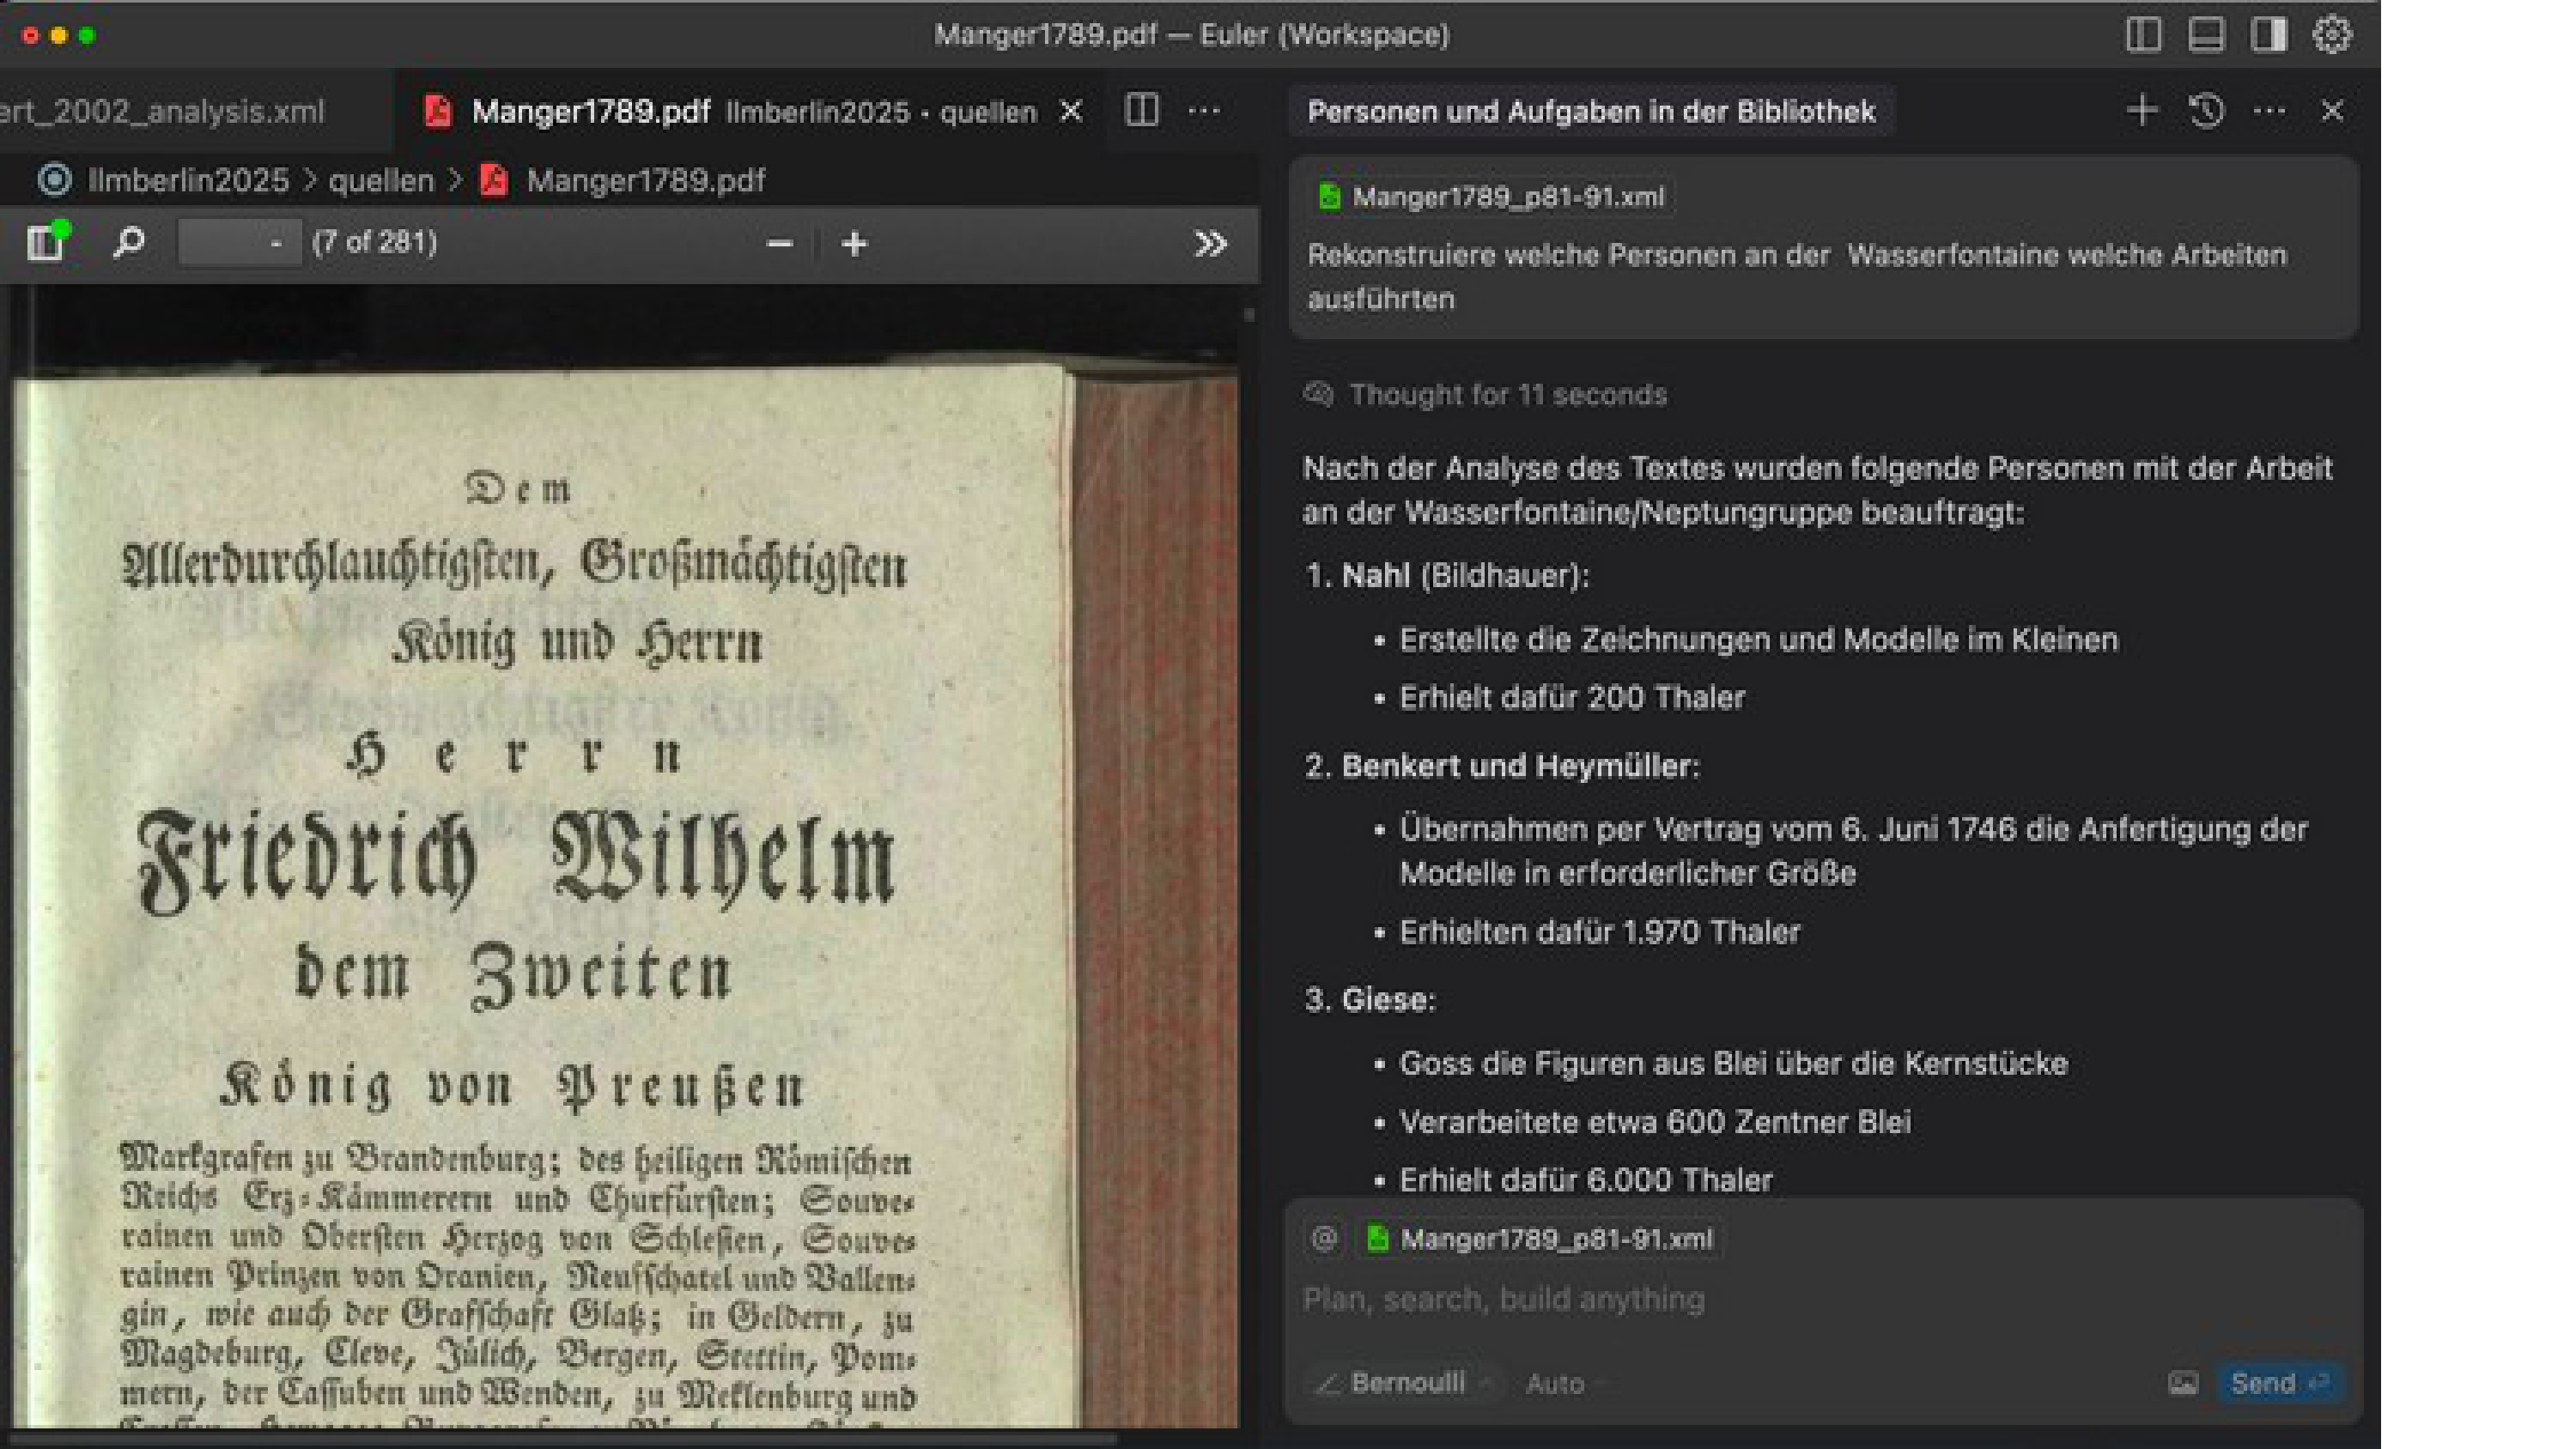 Manger1789.pdf — Euler (Workspace)
ert_2002_analysis.xml
Manger1789.pdf llmberlin2025 • quellen
llmberlin2025 > quellen > Manger1789.pdf
- (7 of 281)
Dem
Allerdurchlauchtigſten, Großmächtigſten
König und Herrn
Herrn
Friedrich Wilhelm
dem Zweiten
König von Preußen
Markgrafen zu Brandenburg; des heiligen Römiſchen
Reichs Erz⸗Kämmerern und Churfürſten; Souve⸗
rainen und Oberſten Herzog von Schleſien, Souve⸗
rainen Prinzen von Oranien, Neufſchatel und Vallen⸗
gin, wie auch der Grafſchaft Glatz; in Geldern, zu
Magdeburg, Cleve, Jülich, Bergen, Stettin, Pom⸗
mern, der Caſſuben und Wenden, zu Meklenburg und
Personen und Aufgaben in der Bibliothek
Manger1789_p81-91.xml
Rekonstruiere welche Personen an der Wasserfontaine welche Arbeiten
ausführten
Thought for 11 seconds
Nach der Analyse des Textes wurden folgende Personen mit der Arbeit
an der Wasserfontaine/Neptungruppe beauftragt:
1. Nahl (Bildhauer):
• Erstellte die Zeichnungen und Modelle im Kleinen
• Erhielt dafür 200 Thaler
2. Benkert und Heymüller:
• Übernahmen per Vertrag vom 6. Juni 1746 die Anfertigung der
Modelle in erforderlicher Größe
• Erhielten dafür 1.970 Thaler
3. Giese:
• Goss die Figuren aus Blei über die Kernstücke
• Verarbeitete etwa 600 Zentner Blei
• Erhielt dafür 6.000 Thaler
@ Manger1789_p81-91.xml
Plan, search, build anything
Bernoulli Auto
Send